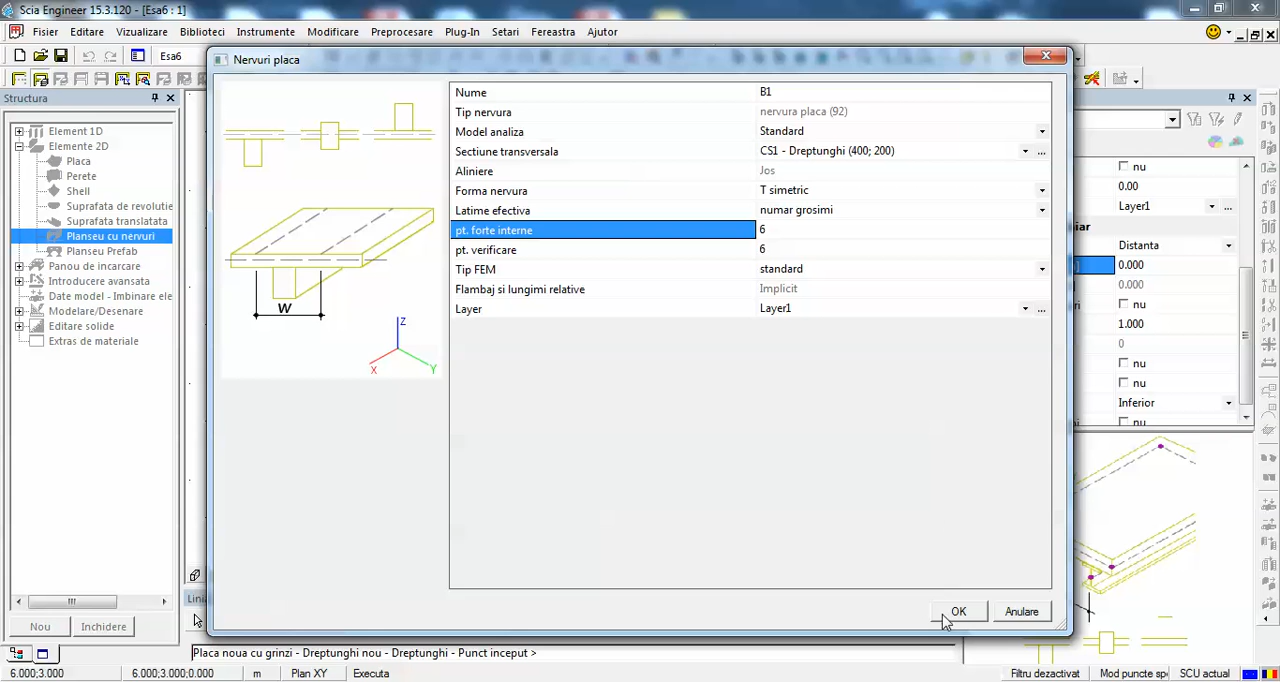 Scia Engineer 15.3.120 - [Esa6 : 1]
Fisier Editare Vizualizare Biblioteci Instrumente Modificare Preprocesare Plug-In Setari Fereastra Ajutor
Esa6
Structura
Element 1D
Element 2D
Placa
Perete
Shell
Suprafata de revolutie
Suprafata translatata
Planseu cu nervuri
Planseu Prefab
Panou de incarcare
Introducere avansata
Date model - Imbinare ele
Modelare/Desenare
Editare solide
Extras de materiale
Nou Inchidere
Nervuri placa
W
Z
X
Y
Nume B1
Tip nervura nervura placa (92)
Model analiza Standard
Sectiune transversala CS1 - Dreptunghi (400; 200)
Aliniere Jos
Forma nervura T simetric
Latime efectiva numar grosimi
pt. forte interne 6
pt. verificare 6
Tip FEM standard
Flambaj si lungimi relative Implicit
Layer Layer1
OK Anulare
nu
0.00
Layer1
Distanta
0.000
0.000
nu
1.000
0
nu
nu
Inferior
nu
Placa noua cu grinzi - Dreptunghi nou - Dreptunghi - Punct inceput >
6.000;3.000 6.000;3.000;0.000 m Plan XY Executa Filtru dezactivat Mod puncte SCU actual